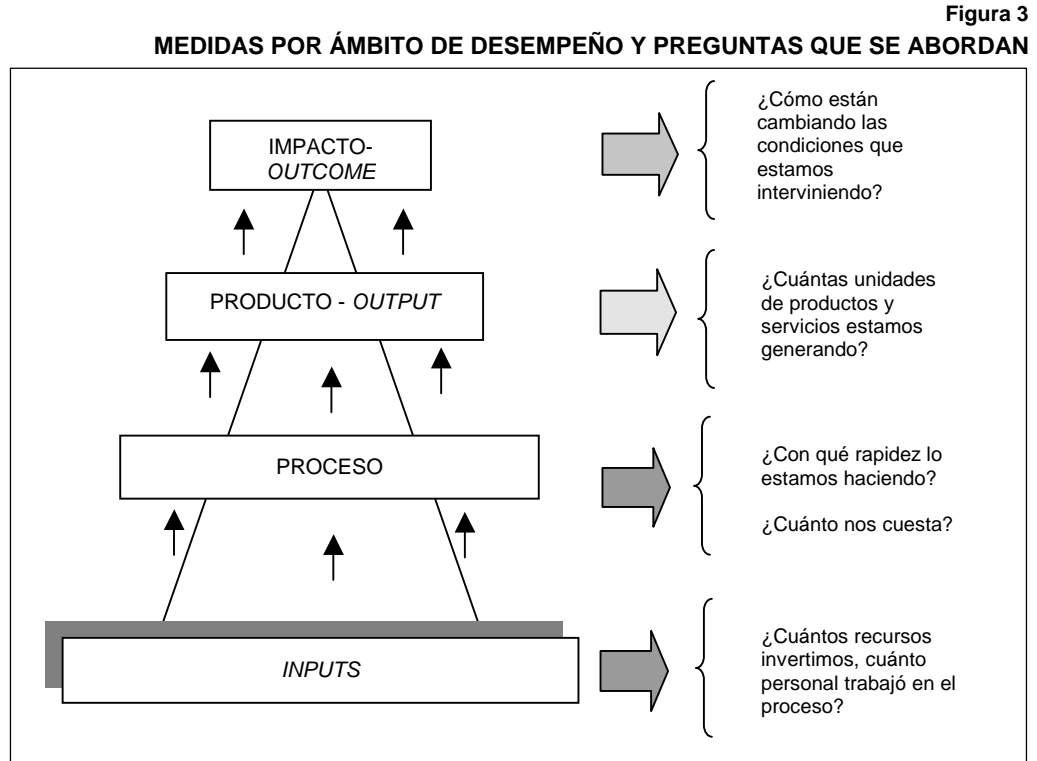 Figura 3
MEDIDAS POR ÁMBITO DE DESEMPEÑO Y PREGUNTAS QUE SE ABORDAN
IMPACTO-
OUTCOME
¿Cómo están
cambiando las
condiciones que
estamos
interviniendo?
PRODUCTO - OUTPUT
¿Cuántas unidades
de productos y
servicios estamos
generando?
PROCESO
¿Con qué rapidez lo
estamos haciendo?
¿Cuánto nos cuesta?
INPUTS
¿Cuántos recursos
invertimos, cuánto
personal trabajó en el
proceso?